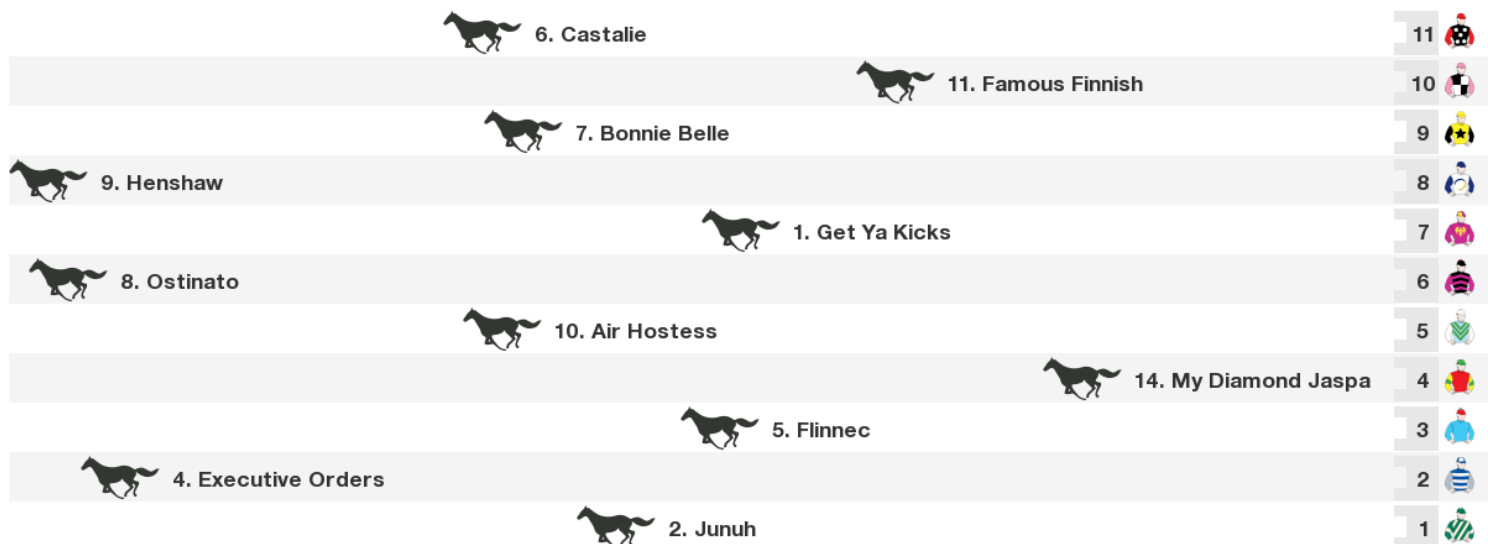 6. Castalie 11
11. Famous Finnish 10
7. Bonnie Belle 9
9. Henshaw 8
1. Get Ya Kicks 7
8. Ostinato 6
10. Air Hostess 5
14. My Diamond Jaspa 4
5. Flinnec 3
4. Executive Orders 2
2. Junuh 1